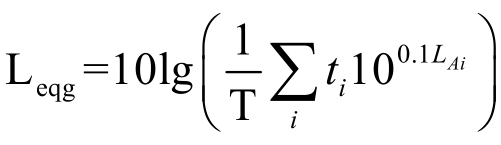 L_eqg=10lg(1/T ∑_i t_i 10^(0.1L_Ai))